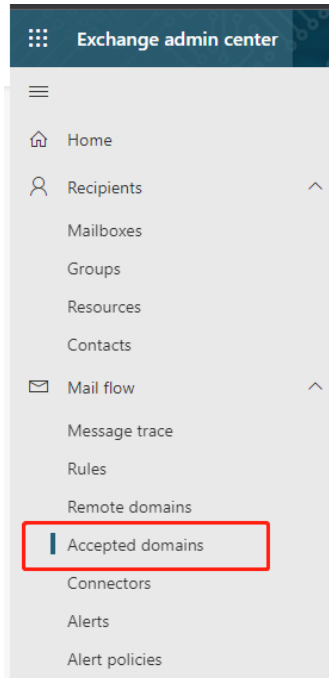 Exchange admin center
Home
Recipients
Mailboxes
Groups
Resources
Contacts
Mail flow
Message trace
Rules
Remote domains
Accepted domains
Connectors
Alerts
Alert policies